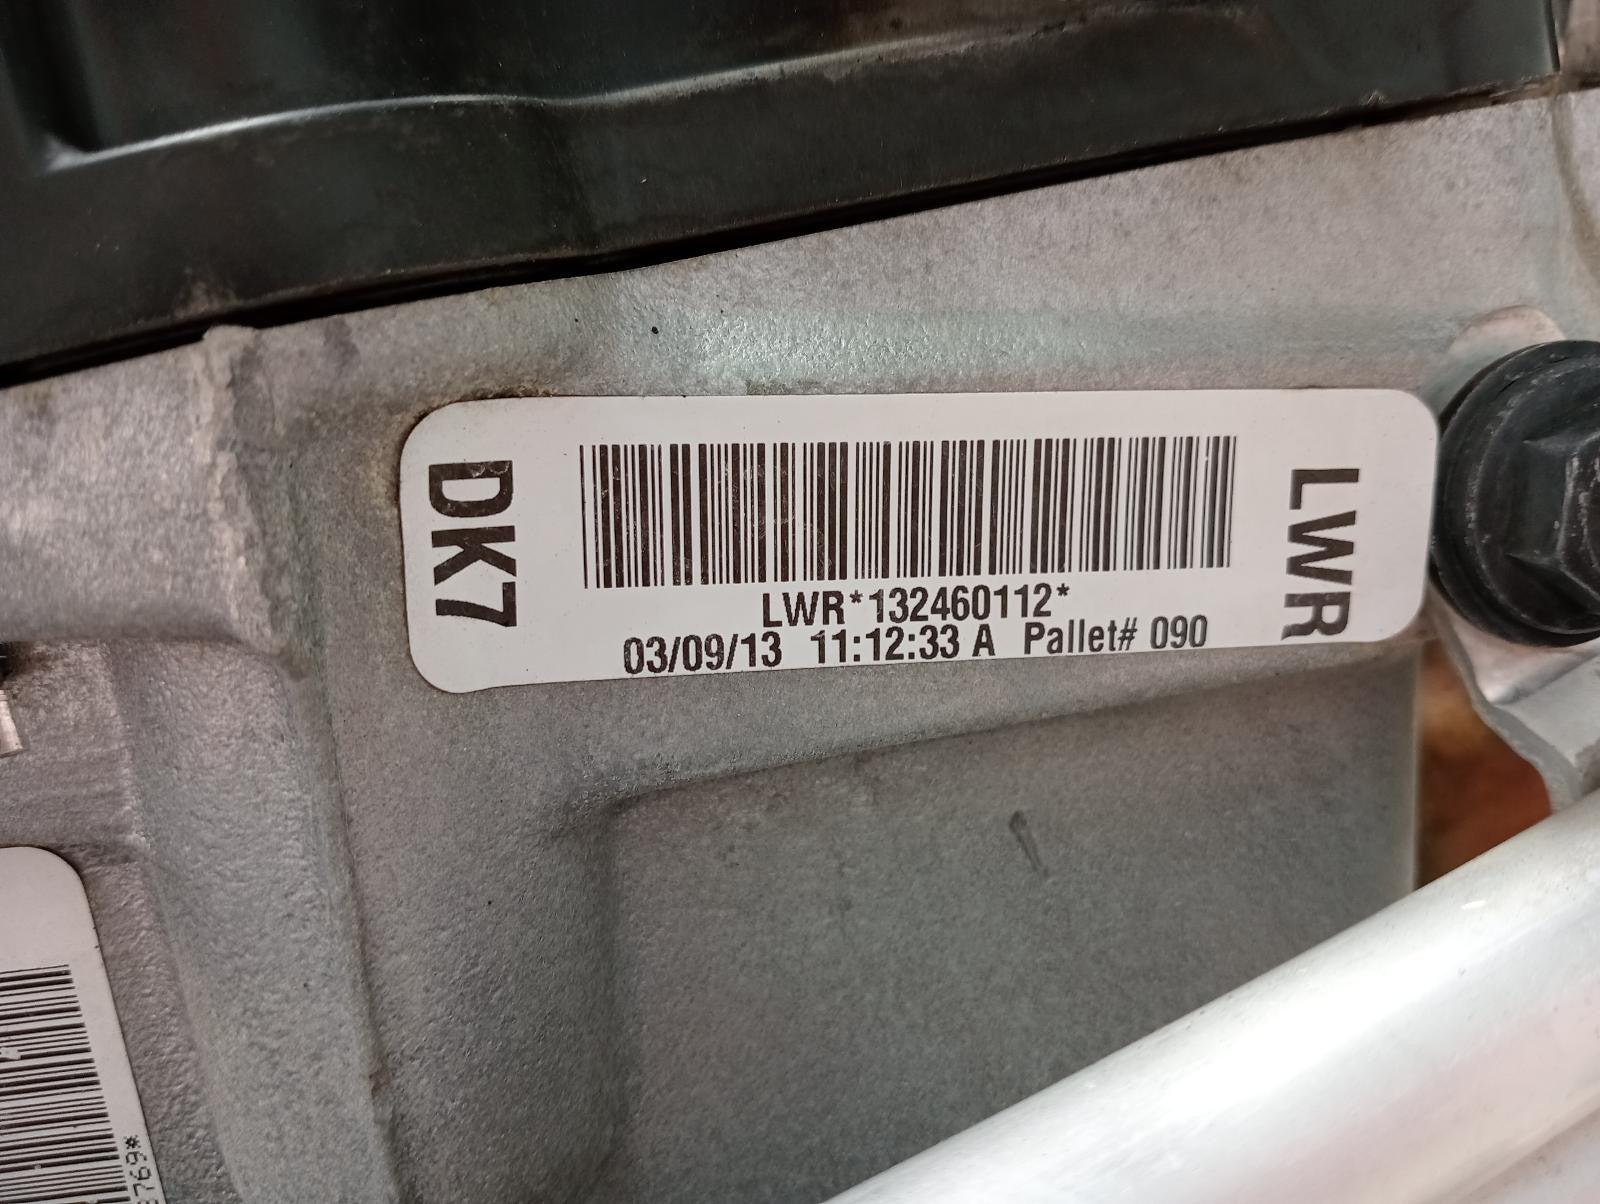 DK7
LWR*132460112*
03/09/13 11:12:33 A Pallet# 090
LWR